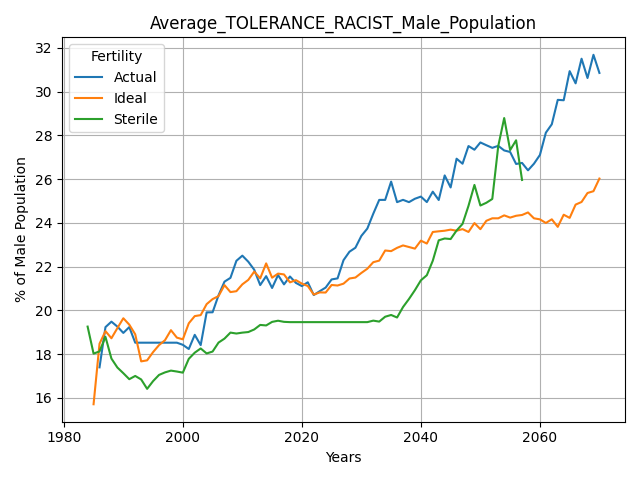 Average_TOLERANCE_RACIST_Male_Population
Fertility
Actual
Ideal
Sterile
% of Male Population
32
30
28
26
24
22
20
18
16
1980
2000
2020
2040
2060
Years